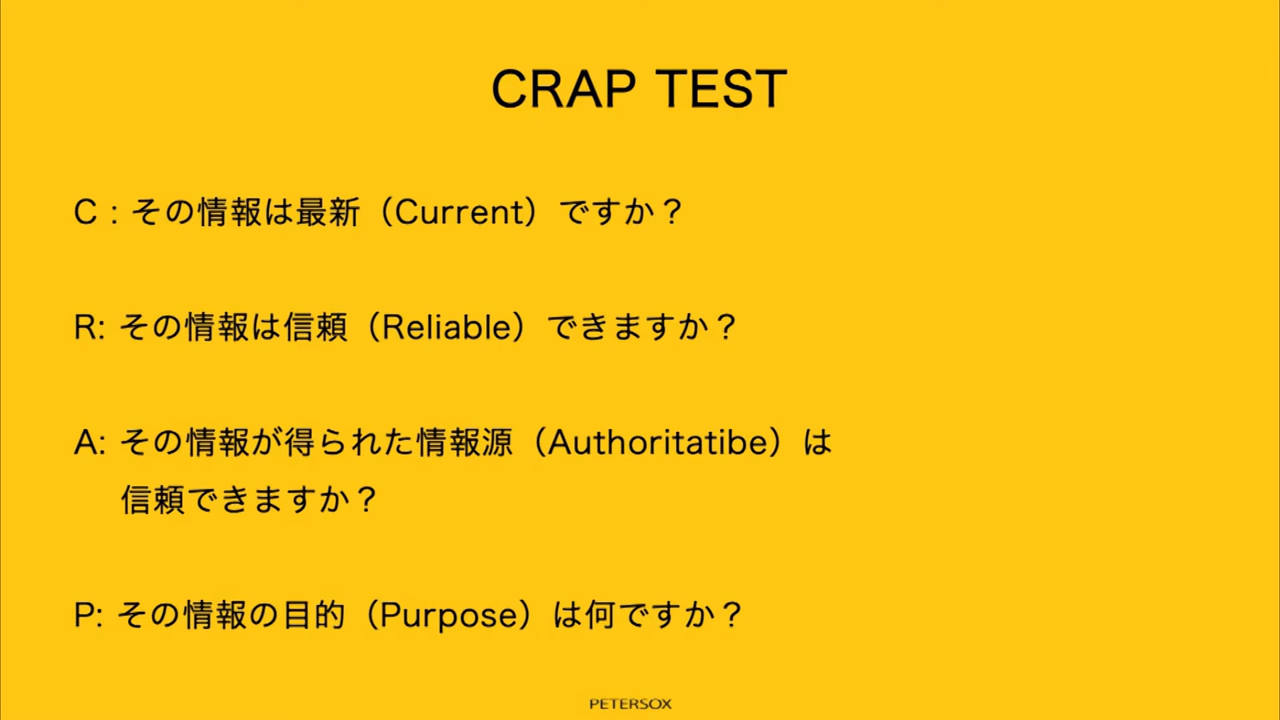 CRAP TEST
C : その情報は最新（Current）ですか？
R: その情報は信頼（Reliable）できますか？
A: その情報が得られた情報源（Authoritatibe）は
信頼できますか？
P: その情報の目的（Purpose）は何ですか？
PETERSOX